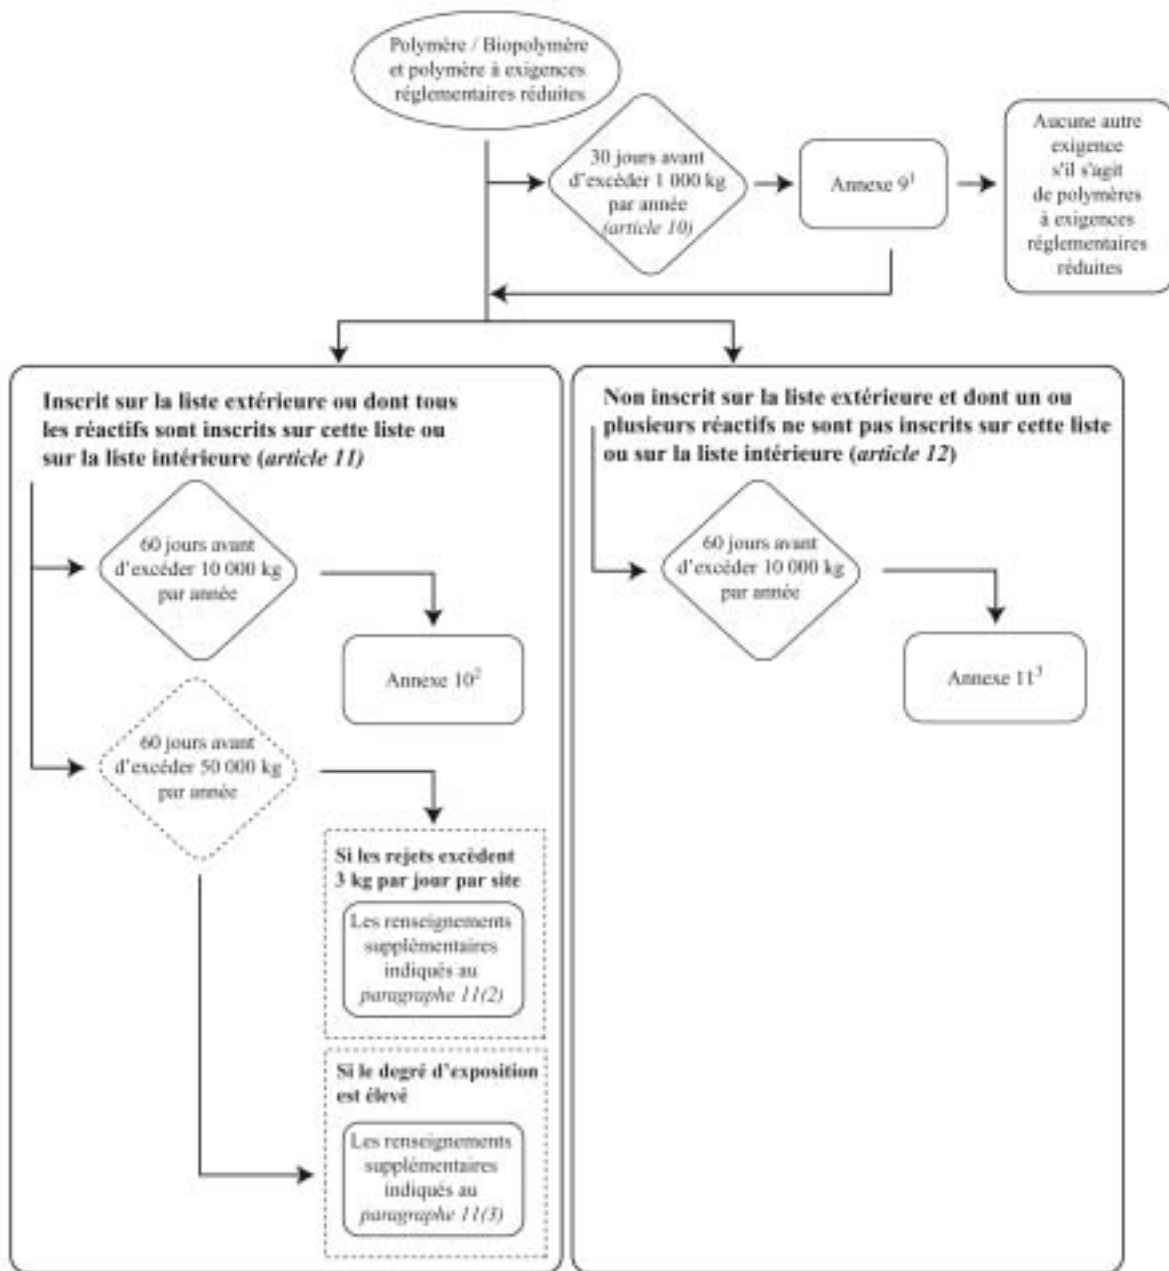 Polymère / Biopolymère
et polymère à exigences
réglementaires réduites
30 jours avant
d'excéder 1 000 kg
par année
(article 10)
Annexe 9¹
Aucune autre
exigence
s'il s'agit
de polymères
à exigences
réglementaires
réduites
Inscrit sur la liste extérieure ou dont tous
les réactifs sont inscrits sur cette liste ou
sur la liste intérieure (article 11)
60 jours avant
d'excéder 10 000 kg
par année
Annexe 10²
60 jours avant
d'excéder 50 000 kg
par année
Si les rejets excèdent
3 kg par jour par site
Les renseignements
supplémentaires
indiqués au
paragraphe 11(2)
Si le degré d'exposition
est élevé
Les renseignements
supplémentaires
indiqués au
paragraphe 11(3)
Non inscrit sur la liste extérieure et dont un ou
plusieurs réactifs ne sont pas inscrits sur cette liste
ou sur la liste intérieure (article 12)
60 jours avant
d'excéder 10 000 kg
par année
Annexe 11³